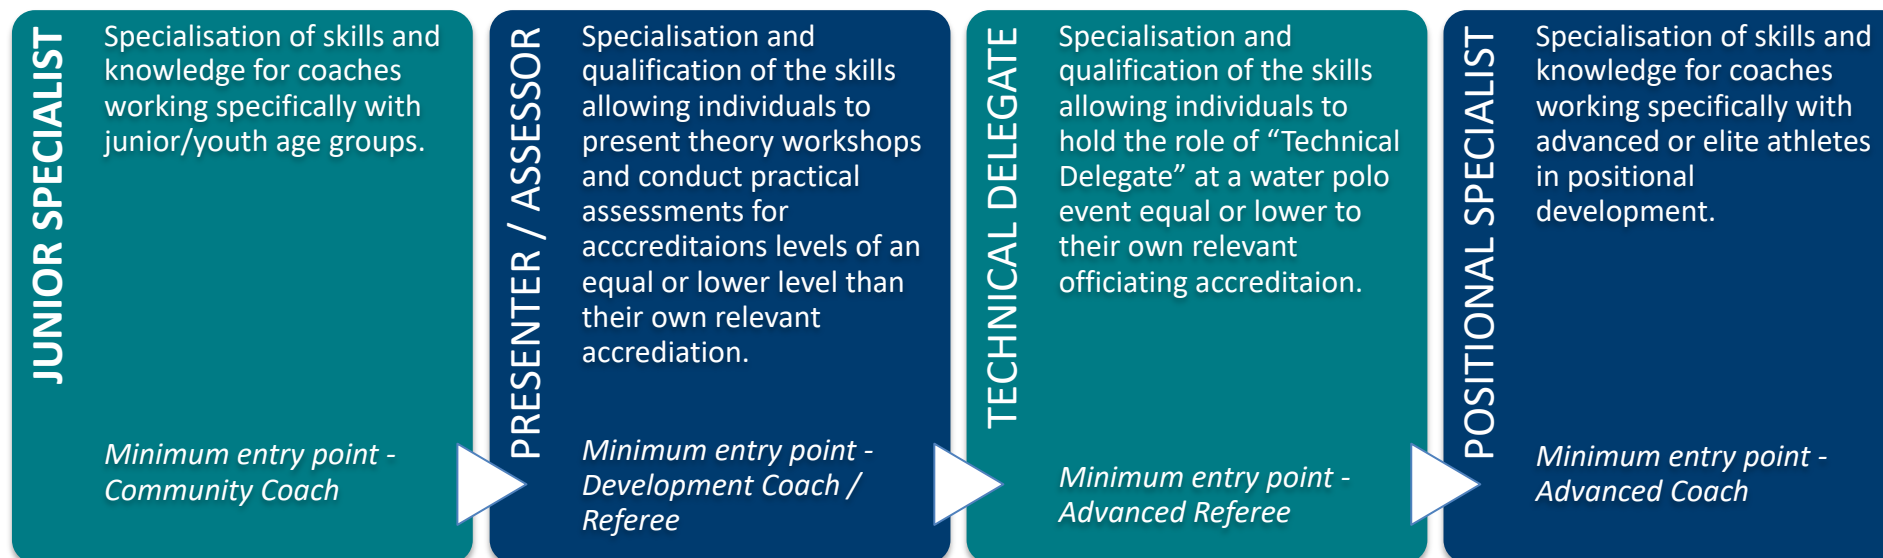 JUNIOR SPECIALIST
Specialisation of skills and
knowledge for coaches
working specifically with
junior/youth age groups.
Minimum entry point -
Community Coach
PRESENTER / ASSESSOR
Specialisation and
qualification of the skills
allowing individuals to
present theory workshops
and conduct practical
assessments for
acccreditaions levels of an
equal or lower level than
their own relevant
accrediation.
Minimum entry point -
Development Coach /
Referee
TECHNICAL DELEGATE
Specialisation and
qualification of the skills
allowing individuals to
hold the role of “Technical
Delegate” at a water polo
event equal or lower to
their own relevant
officiating accreditaion.
Minimum entry point -
Advanced Referee
POSITIONAL SPECIALIST
Specialisation of skills and
knowledge for coaches
working specifically with
advanced or elite athletes
in positional
development.
Minimum entry point -
Advanced Coach